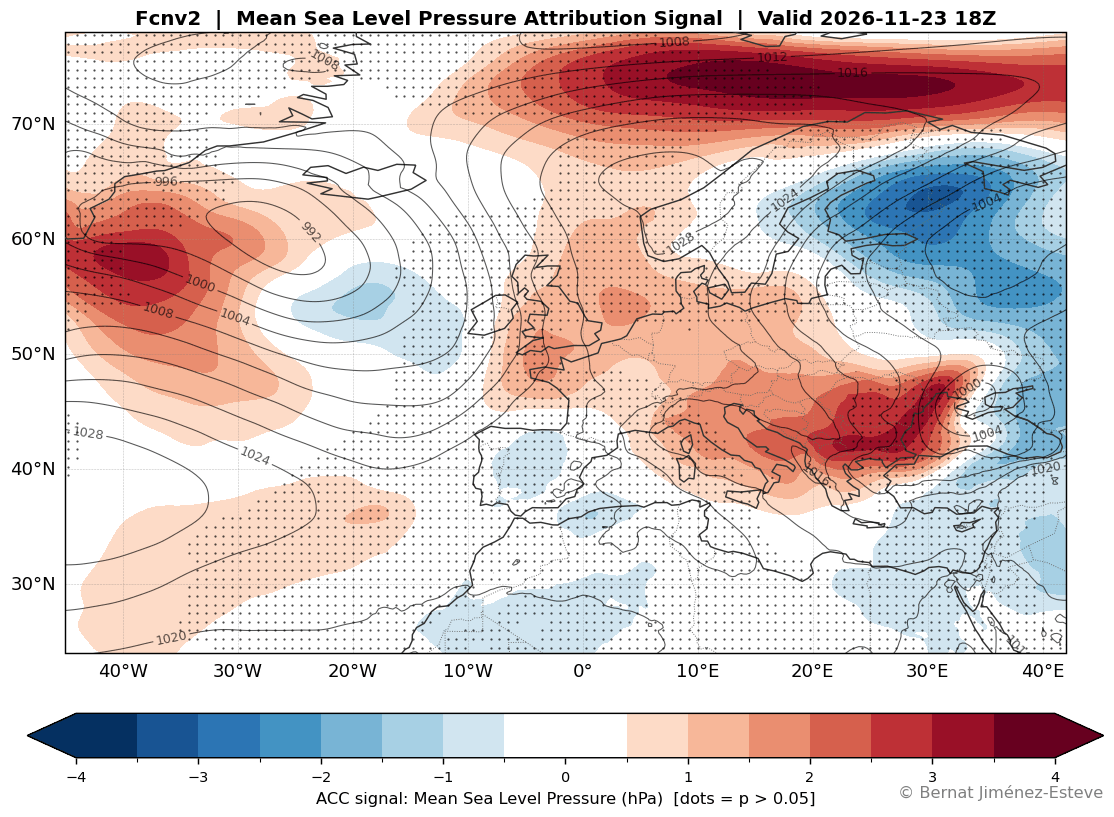 Fcnv2 | Mean Sea Level Pressure Attribution Signal | Valid 2026-11-23 18Z
1008
1008
1012
1016
70°N
996
1024
1004
992
60°N
1028
1000
1008
1004
50°N
1000
1028
1004
1024
40°N
1016
1020
30°N
1020
40°W 30°W 20°W 10°W 0° 10°E 20°E 30°E 40°E
−4 −3 −2 −1 0 1 2 3 4
ACC signal: Mean Sea Level Pressure (hPa) [dots = p > 0.05]
© Bernat Jiménez-Esteve